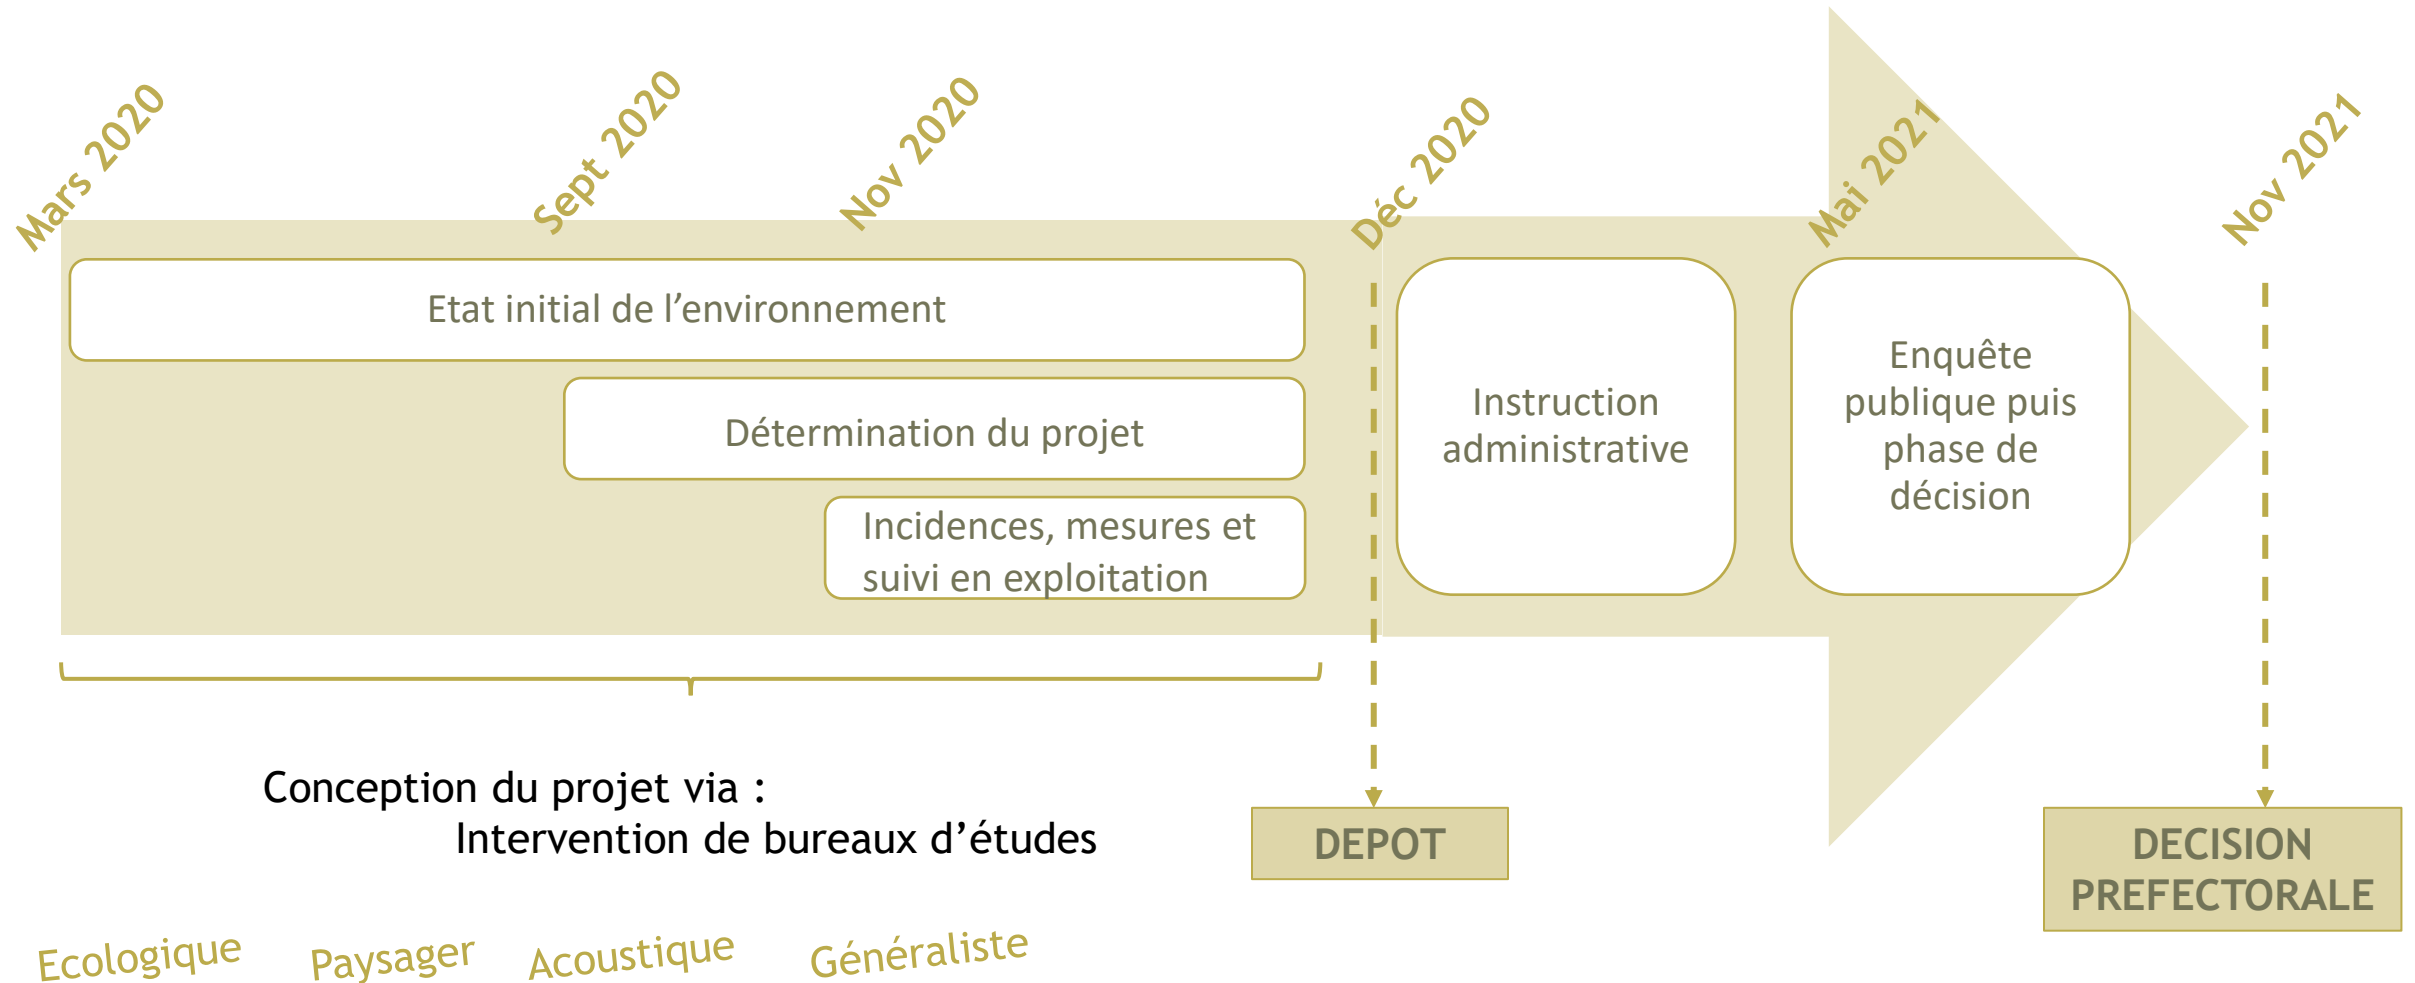 Mars 2020
Sept 2020
Nov 2020
Déc 2020
Mai 2021
Nov 2021
Etat initial de l’environnement
Détermination du projet
Incidences, mesures et
suivi en exploitation
Instruction
administrative
Enquête
publique puis
phase de
décision
Conception du projet via :
Intervention de bureaux d’études
DEPOT
DECISION
PREFECTORALE
Ecologique
Paysager
Acoustique
Généraliste